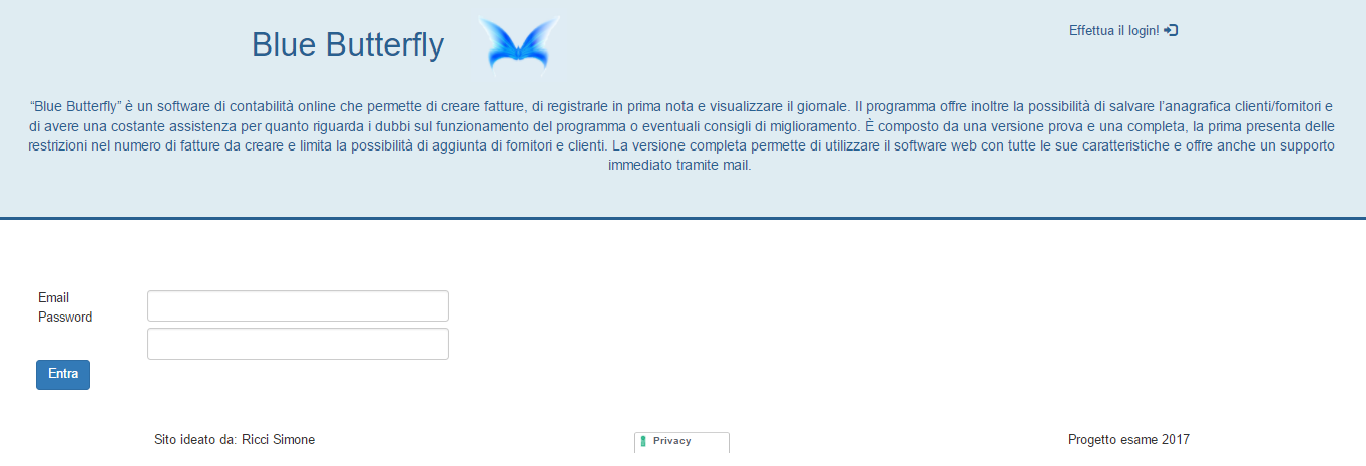 Blue Butterfly
Effettua il login!
“Blue Butterfly” è un software di contabilità online che permette di creare fatture, di registrarle in prima nota e visualizzare il giornale. Il programma offre inoltre la possibilità di salvare l’anagrafica clienti/fornitori e
di avere una costante assistenza per quanto riguarda i dubbi sul funzionamento del programma o eventuali consigli di miglioramento. È composto da una versione prova e una completa, la prima presenta delle
restrizioni nel numero di fatture da creare e limita la possibilità di aggiunta di fornitori e clienti. La versione completa permette di utilizzare il software web con tutte le sue caratteristiche e offre anche un supporto
immediato tramite mail.
Email
Password
Entra
Sito ideato da: Ricci Simone
Privacy
Progetto esame 2017